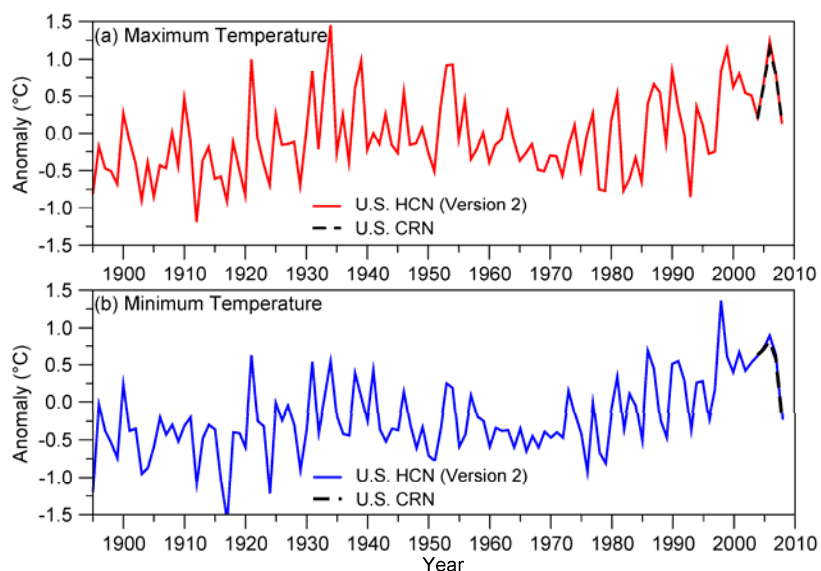 1.5
(a) Maximum Temperature
1.0
0.5
0.0
-0.5
-1.0
-1.5
Anomaly (°C)
U.S. HCN (Version 2)
U.S. CRN
1900 1910 1920 1930 1940 1950 1960 1970 1980 1990 2000 2010
1.5
(b) Minimum Temperature
1.0
0.5
0.0
-0.5
-1.0
-1.5
Anomaly (°C)
U.S. HCN (Version 2)
U.S. CRN
1900 1910 1920 1930 1940 1950 1960 1970 1980 1990 2000 2010
Year